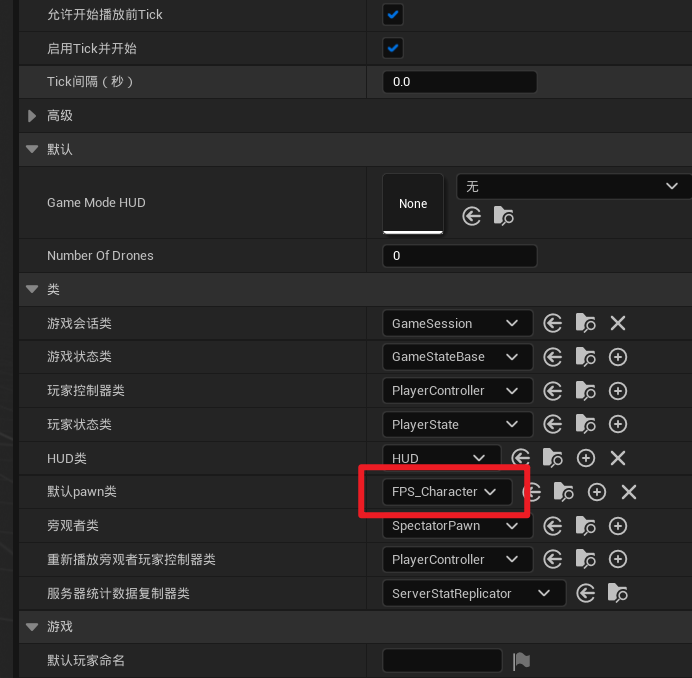 允许开始播放前Tick
启用Tick并开始
Tick间隔（秒） 0.0
高级
默认
Game Mode HUD None 无
Number Of Drones 0
类
游戏会话类 GameSession
游戏状态类 GameStateBase
玩家控制器类 PlayerController
玩家状态类 PlayerState
HUD类 HUD
默认pawn类 FPS_Character
旁观者类 SpectatorPawn
重新播放旁观者玩家控制器类 PlayerController
服务器统计数据复制器类 ServerStatReplicator
游戏
默认玩家命名